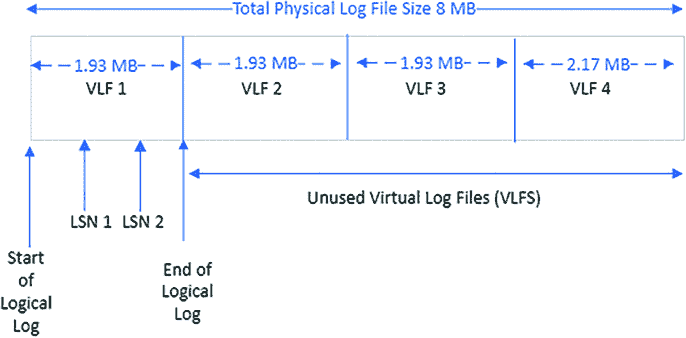 Total Physical Log File Size 8 MB
1.93 MB 1.93 MB 1.93 MB 2.17 MB
VLF 1 VLF 2 VLF 3 VLF 4
Unused Virtual Log Files (VLFS)
LSN 1 LSN 2
Start
of
Logical
Log
End of
Logical
Log